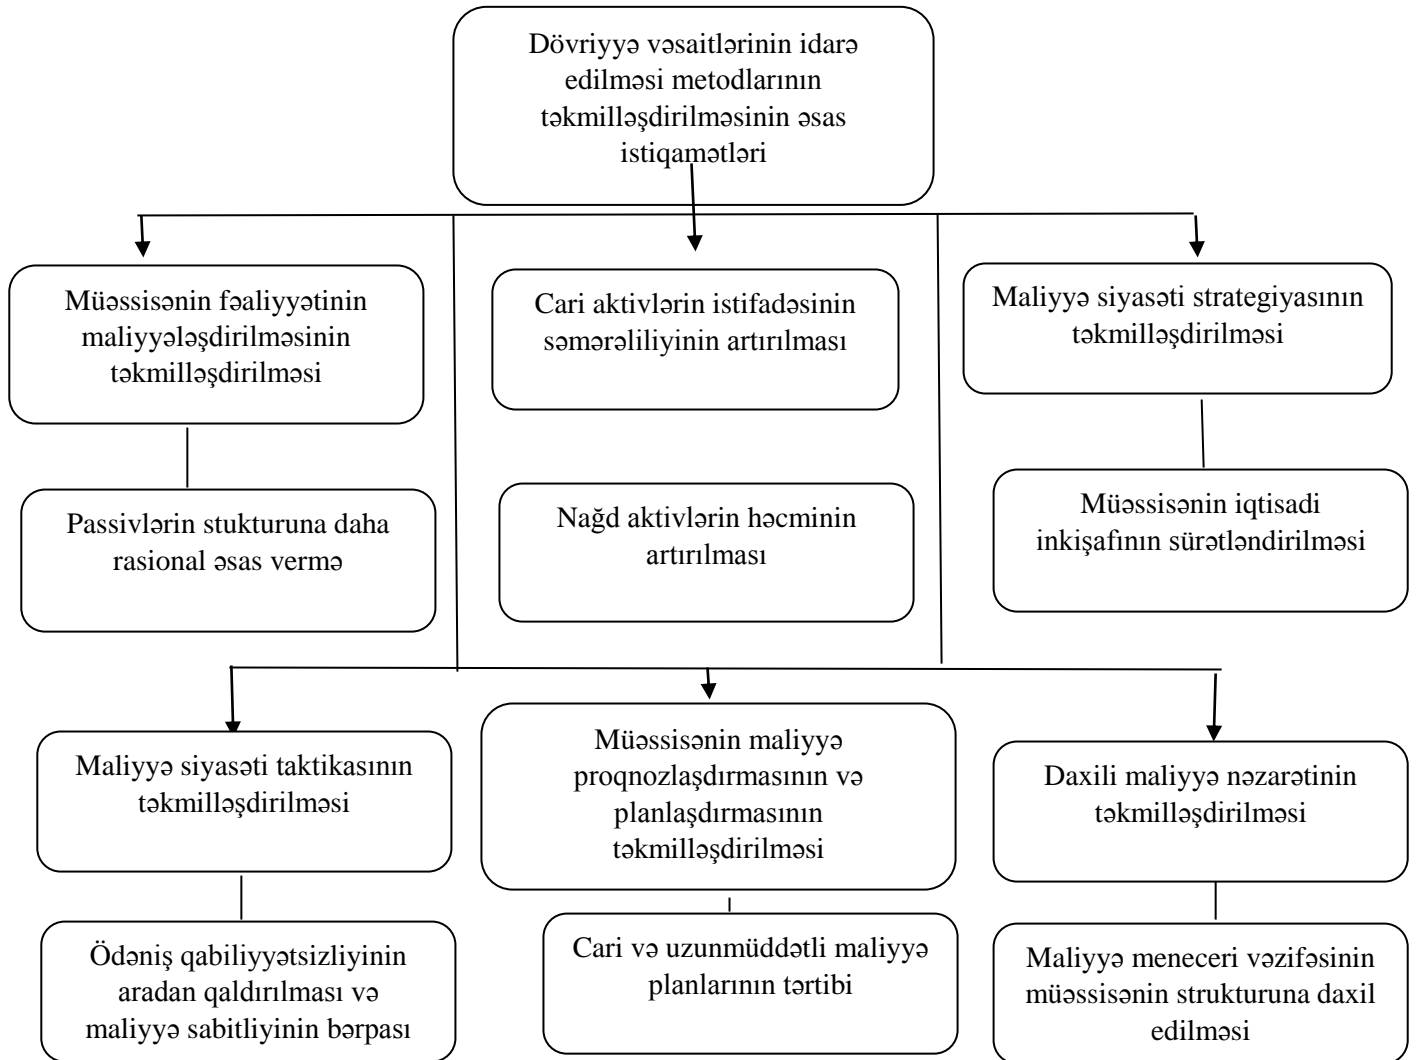 Dövriyyə vəsaitlərinin idarə
edilməsi metodlarının
təkmilləşdirilməsinin əsas
istiqamətləri
Müəssisənin fəaliyyətinin
maliyyələşdirilməsinin
təkmilləşdirilməsi
Cari aktivlərin istifadəsinin
səmərəliliyinin artırılması
Maliyyə siyasəti strategiyasının
təkmilləşdirilməsi
Passivlərin stukturuna daha
rasional əsas vermə
Nağd aktivlərin həcminin
artırılması
Müəssisənin iqtisadi
inkişafının sürətləndirilməsi
Maliyyə siyasəti taktikasının
təkmilləşdirilməsi
Müəssisənin maliyyə
proqnozlaşdırmasının və
planlaşdırmasının
təkmilləşdirilməsi
Daxili maliyyə nəzarətinin
təkmilləşdirilməsi
Ödəniş qabiliyyətsizliyinin
aradan qaldırılması və
maliyyə sabitliyinin bərpası
Cari və uzunmüddətli maliyyə
planlarının tərtibi
Maliyyə meneceri vəzifəsinin
müəssisənin strukturuna daxil
edilməsi